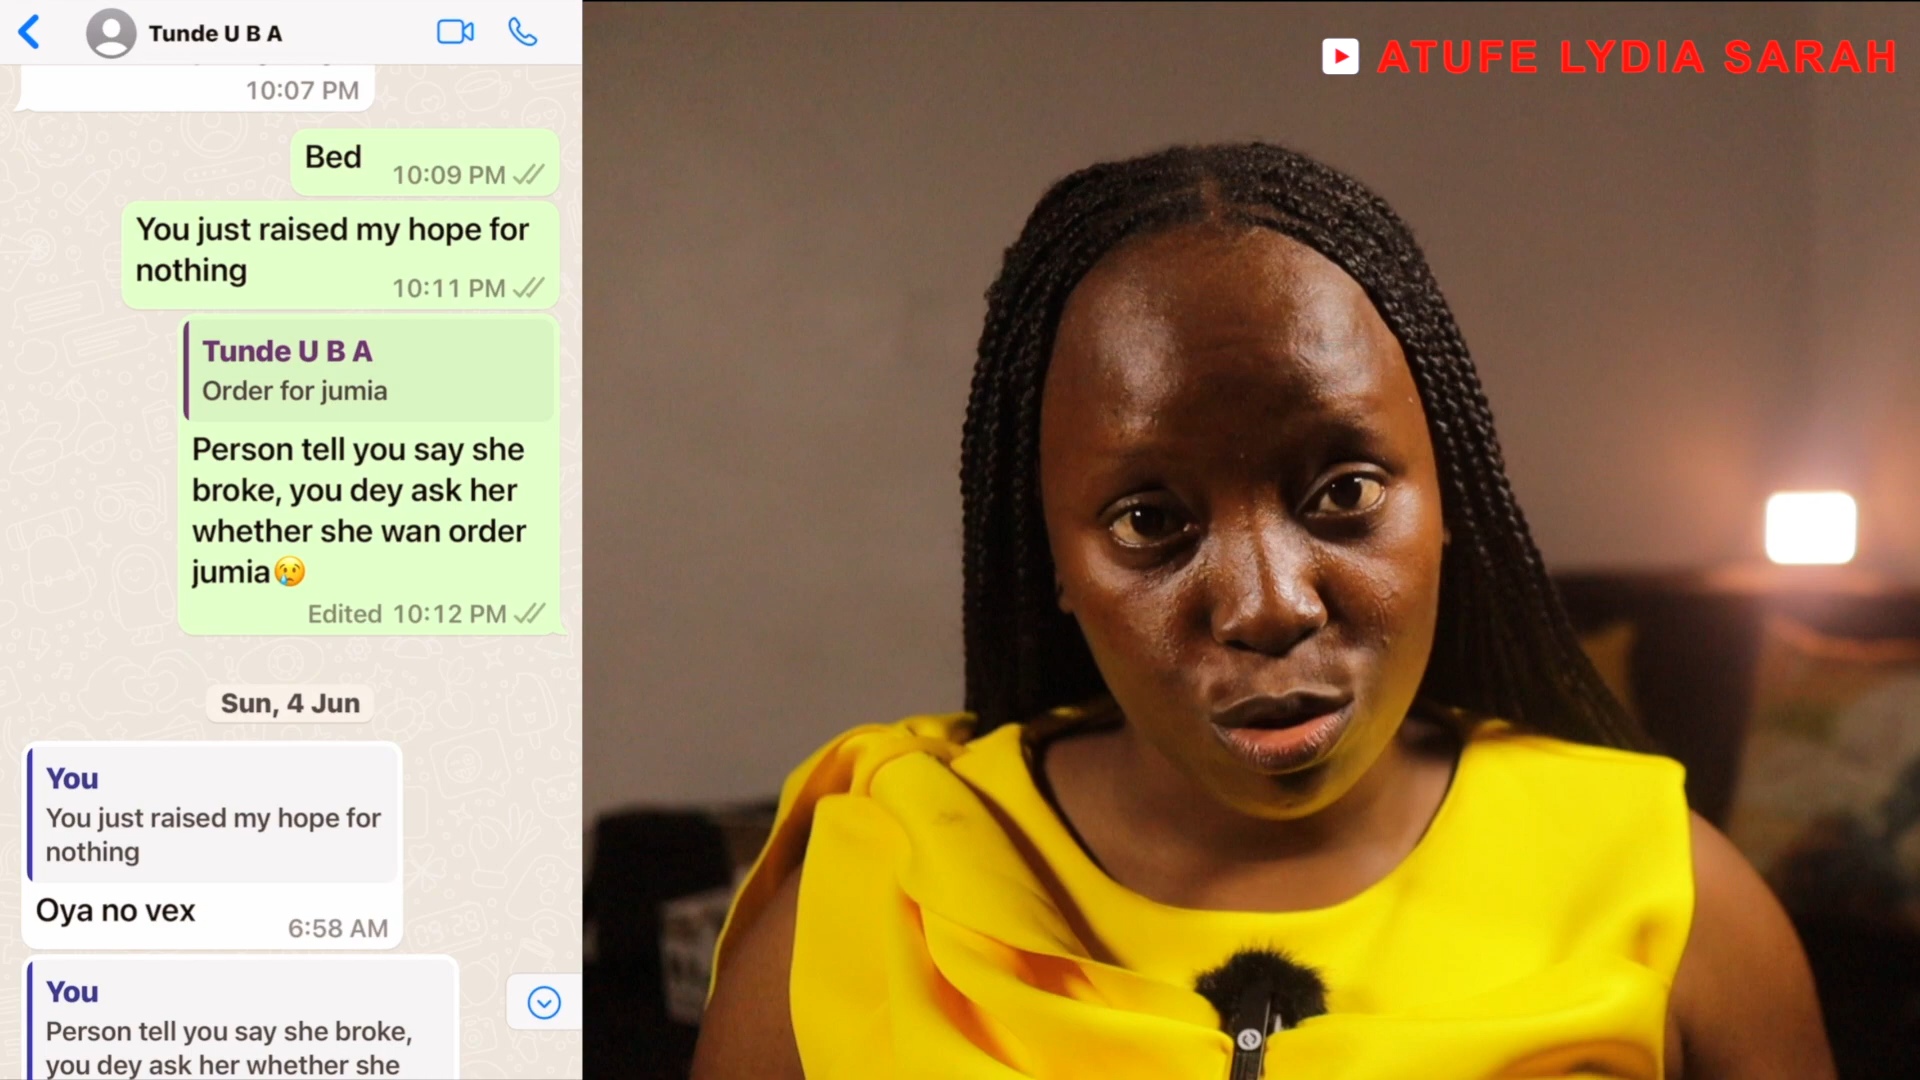 Tunde U B A
10:07 PM
Bed
10:09 PM
You just raised my hope for
nothing
10:11 PM
Tunde U B A
Order for jumia
Person tell you say she
broke, you dey ask her
whether she wan order
jumia😢
Edited 10:12 PM
Sun, 4 Jun
You
You just raised my hope for
nothing
Oya no vex
6:58 AM
You
Person tell you say she broke,
you dey ask her whether she
ATUFE LYDIA SARAH